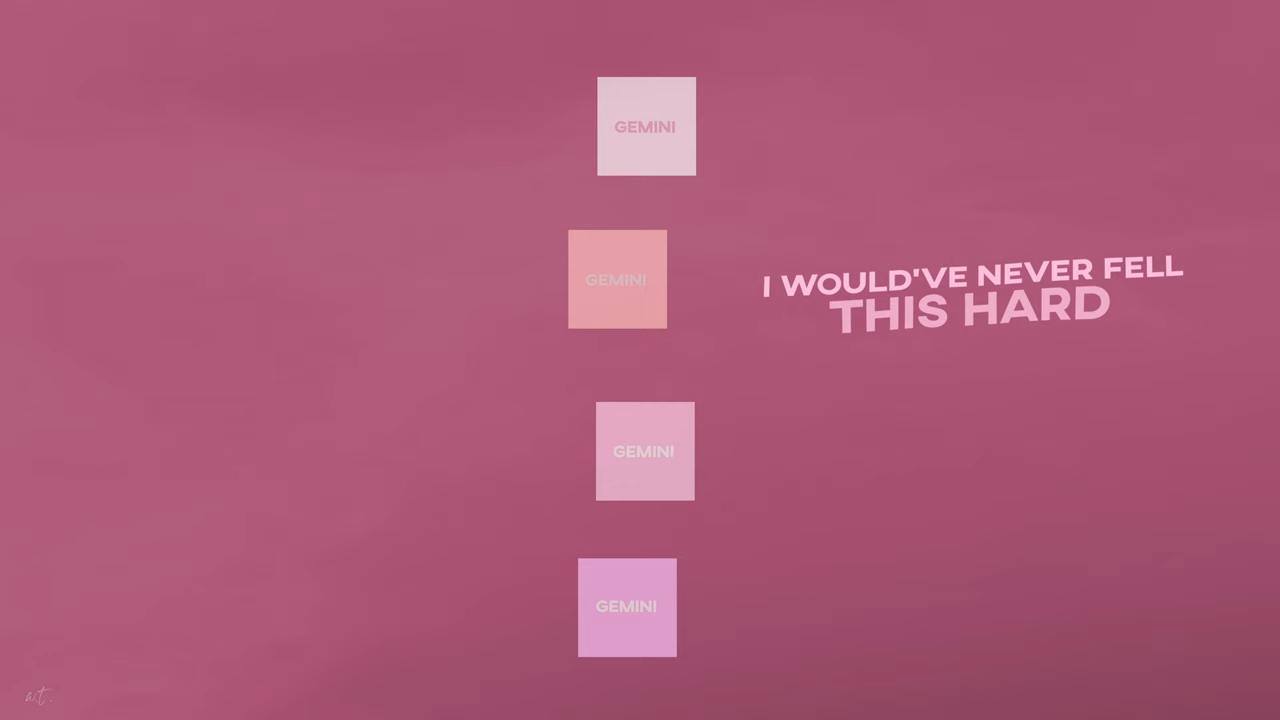 GEMINI
GEMINI
I WOULD'VE NEVER FELL
THIS HARD
GEMINI
GEMINI
a.t.